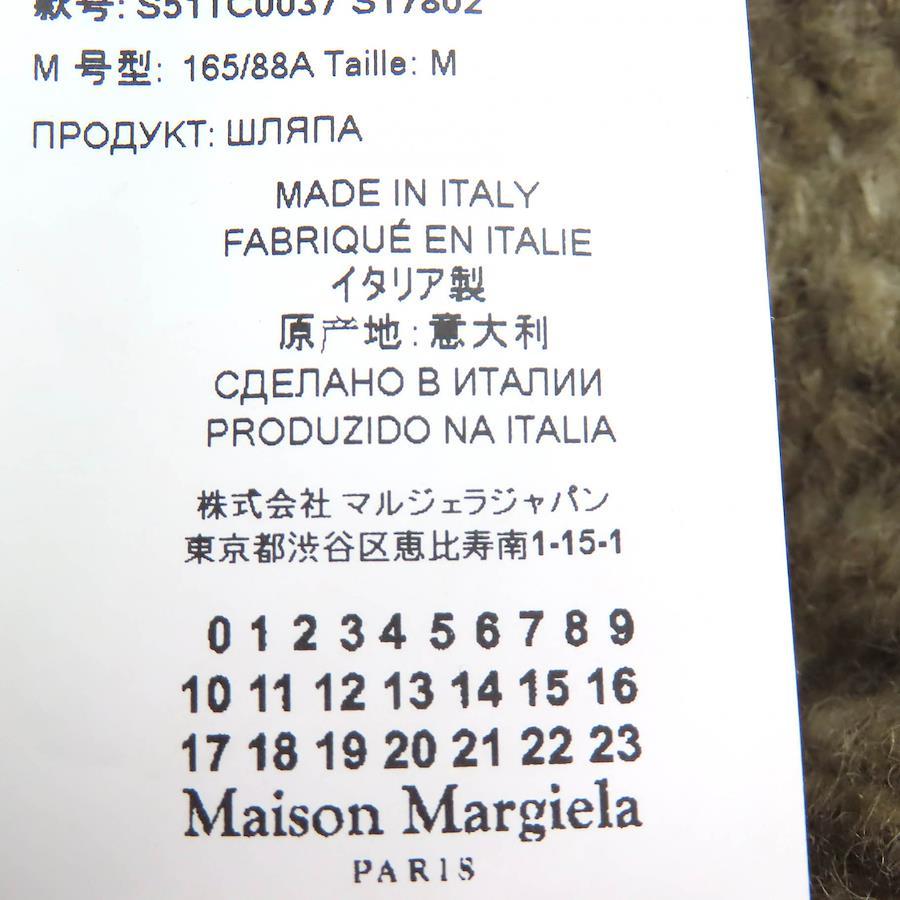 款号: S51TC0037 S17802
M 号型: 165/88A Taille: M
ПРОДУКТ: ШЛЯПА
MADE IN ITALY
FABRIQUÉ EN ITALIE
イタリア製
原产地: 意大利
СДЕЛАНО В ИТАЛИИ
PRODUZIDO NA ITALIA
株式会社 マルジェラジャパン
東京都渋谷区恵比寿南1-15-1
0 1 2 3 4 5 6 7 8 9
10 11 12 13 14 15 16
17 18 19 20 21 22 23
Maison Margiela
PARIS